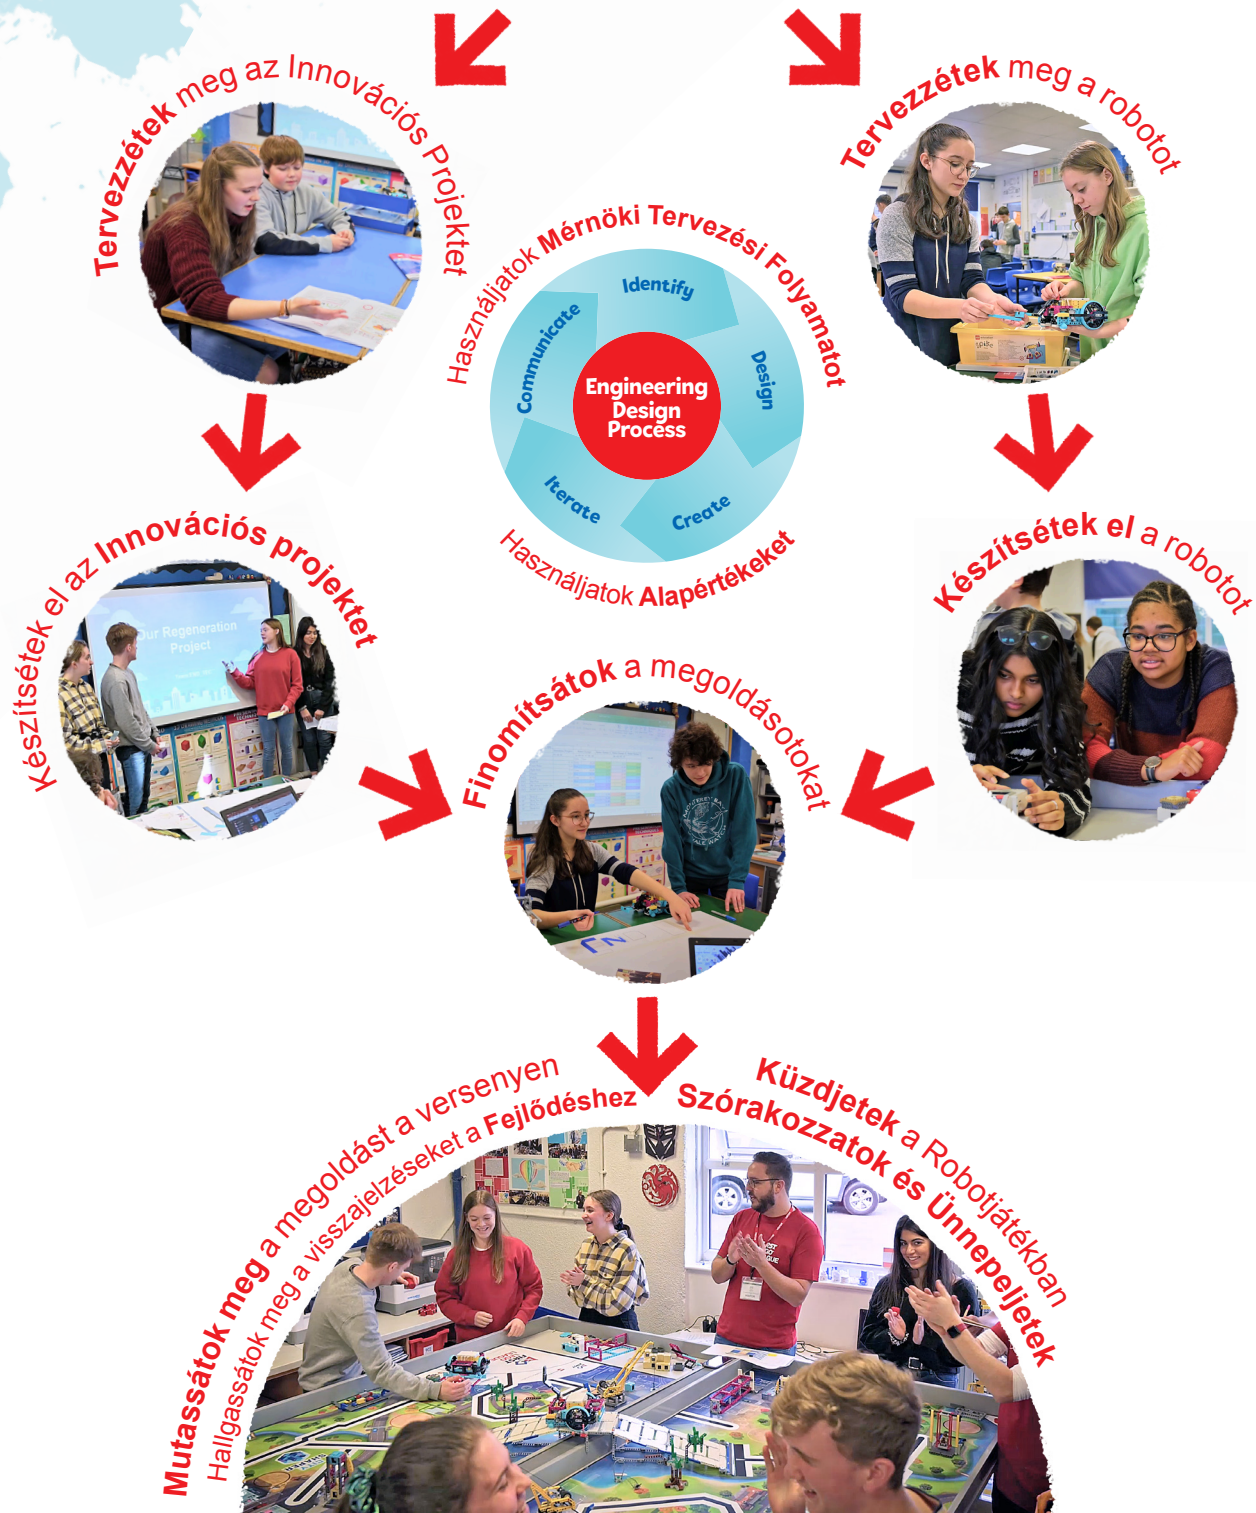 Tervezzétek meg az Innovációs Projektet
Tervezzétek meg a robotot
Használjatok Mérnöki Tervezési Folyamatot
Identify
Design
Create
Iterate
Communicate
Engineering
Design
Process
Használjatok Alapértékeket
Készítsétek el az Innovációs projektet
Our Regeneration
Project
Készítsétek el a robotot
Finomítsátok a megoldásotokat
Mutassátok meg a megoldást a versenyen
Hallgassátok meg a visszajelzéseket a Fejlődéshez
Küzdjetek a Robotjátékban
Szórakozzatok és Ünnepeljetek